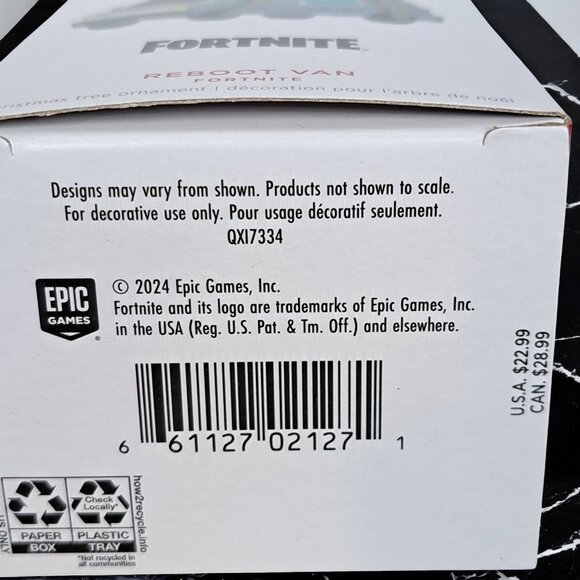 FORTNITE
REBOOT VAN
FORTNITE
christmas tree ornament | décoration pour l'arbre de noël
Designs may vary from shown. Products not shown to scale.
For decorative use only. Pour usage décoratif seulement.
QXI7334
EPIC
GAMES
© 2024 Epic Games, Inc.
Fortnite and its logo are trademarks of Epic Games, Inc.
in the USA (Reg. U.S. Pat. & Tm. Off.) and elsewhere.
U.S.A. $22.99
CAN. $28.99
6 61127 02127 1
Check
Locally*
PAPER
BOX
PLASTIC
TRAY
*Not recycled in
all communities
how2recycle.info
US ONLY